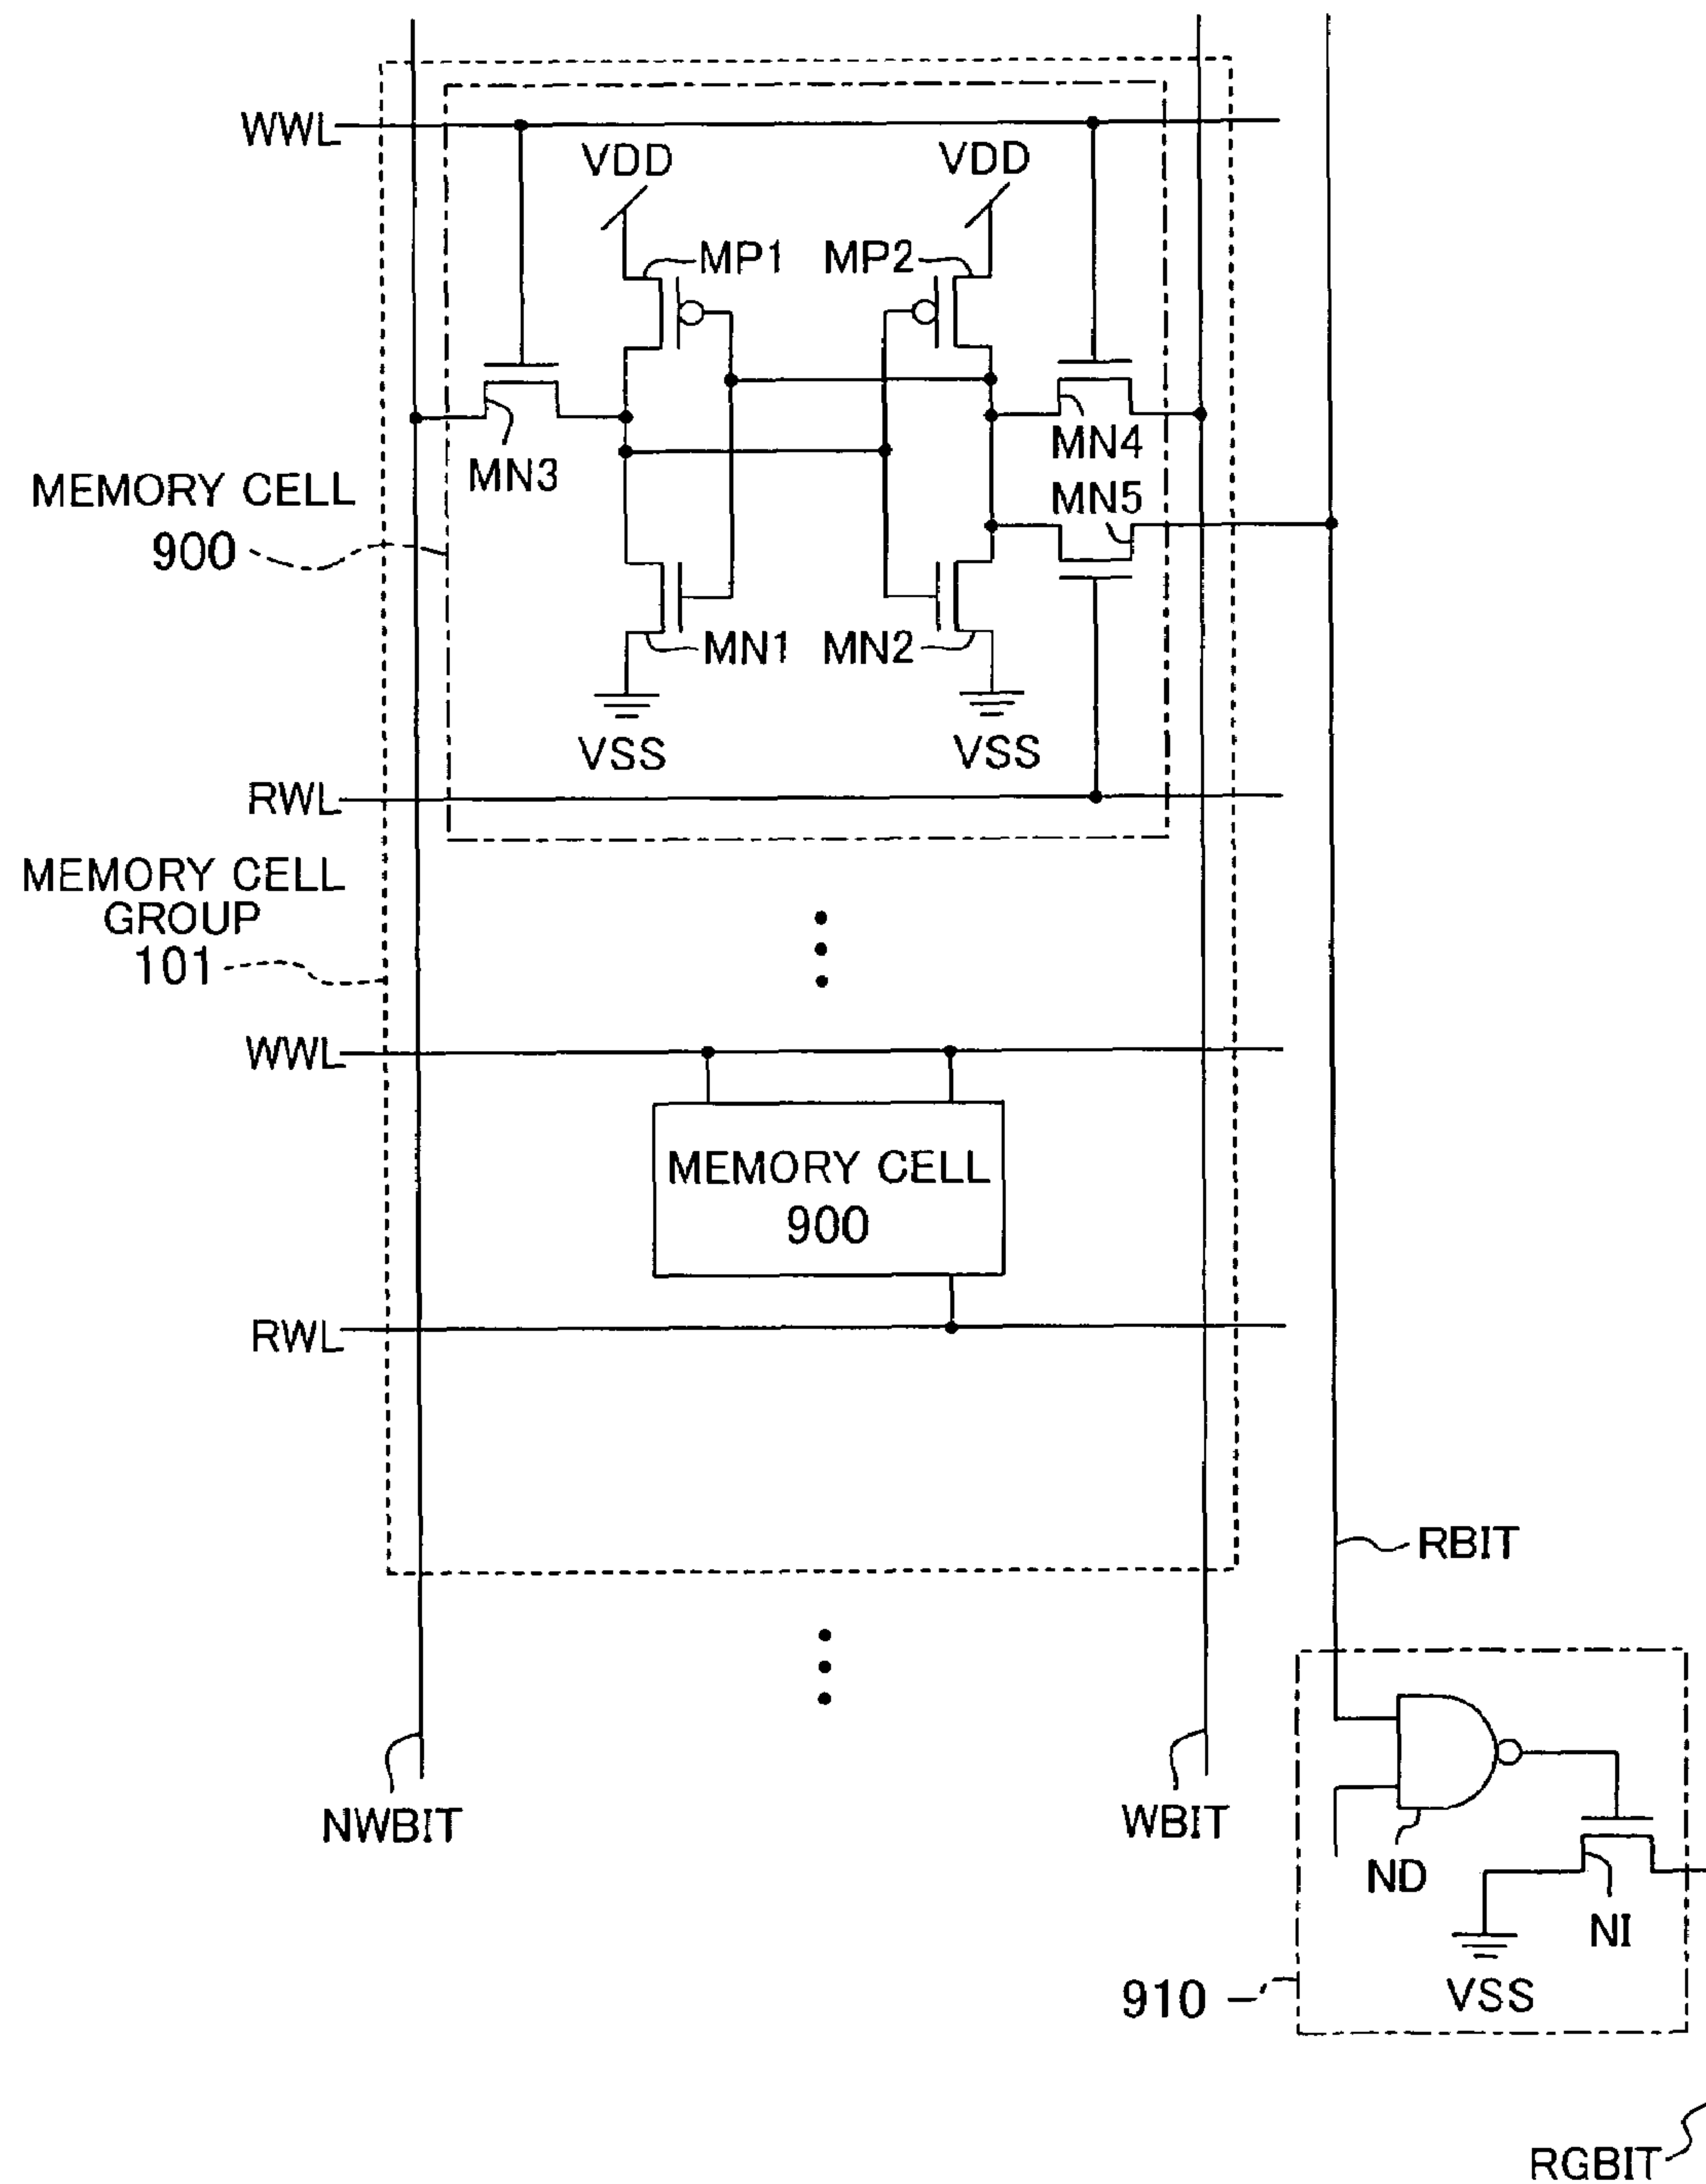 WWL
VDD
VDD
MP1
MP2
MN3
MN4
MN5
MEMORY CELL
900
MN1
MN2
VSS
VSS
RWL
MEMORY CELL
GROUP
101
WWL
MEMORY CELL
900
RWL
RBIT
NWBIT
WBIT
ND
NI
VSS
910
RGBIT